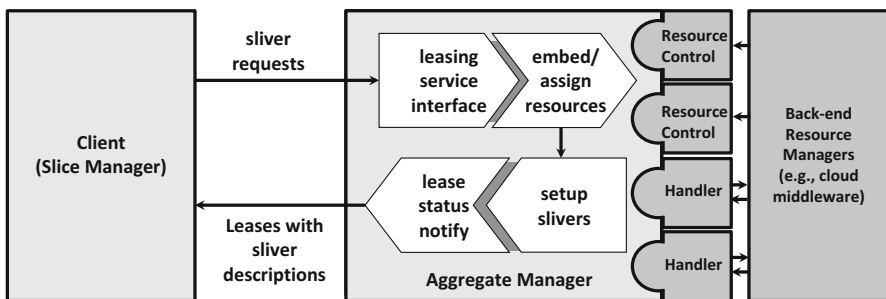 Client
(Slice Manager)
sliver
requests
Leases with
sliver
descriptions
leasing
service
interface
embed/
assign
resources
lease
status
notify
setup
slivers
Aggregate Manager
Resource
Control
Resource
Control
Handler
Handler
Back-end
Resource
Managers
(e.g., cloud
middleware)